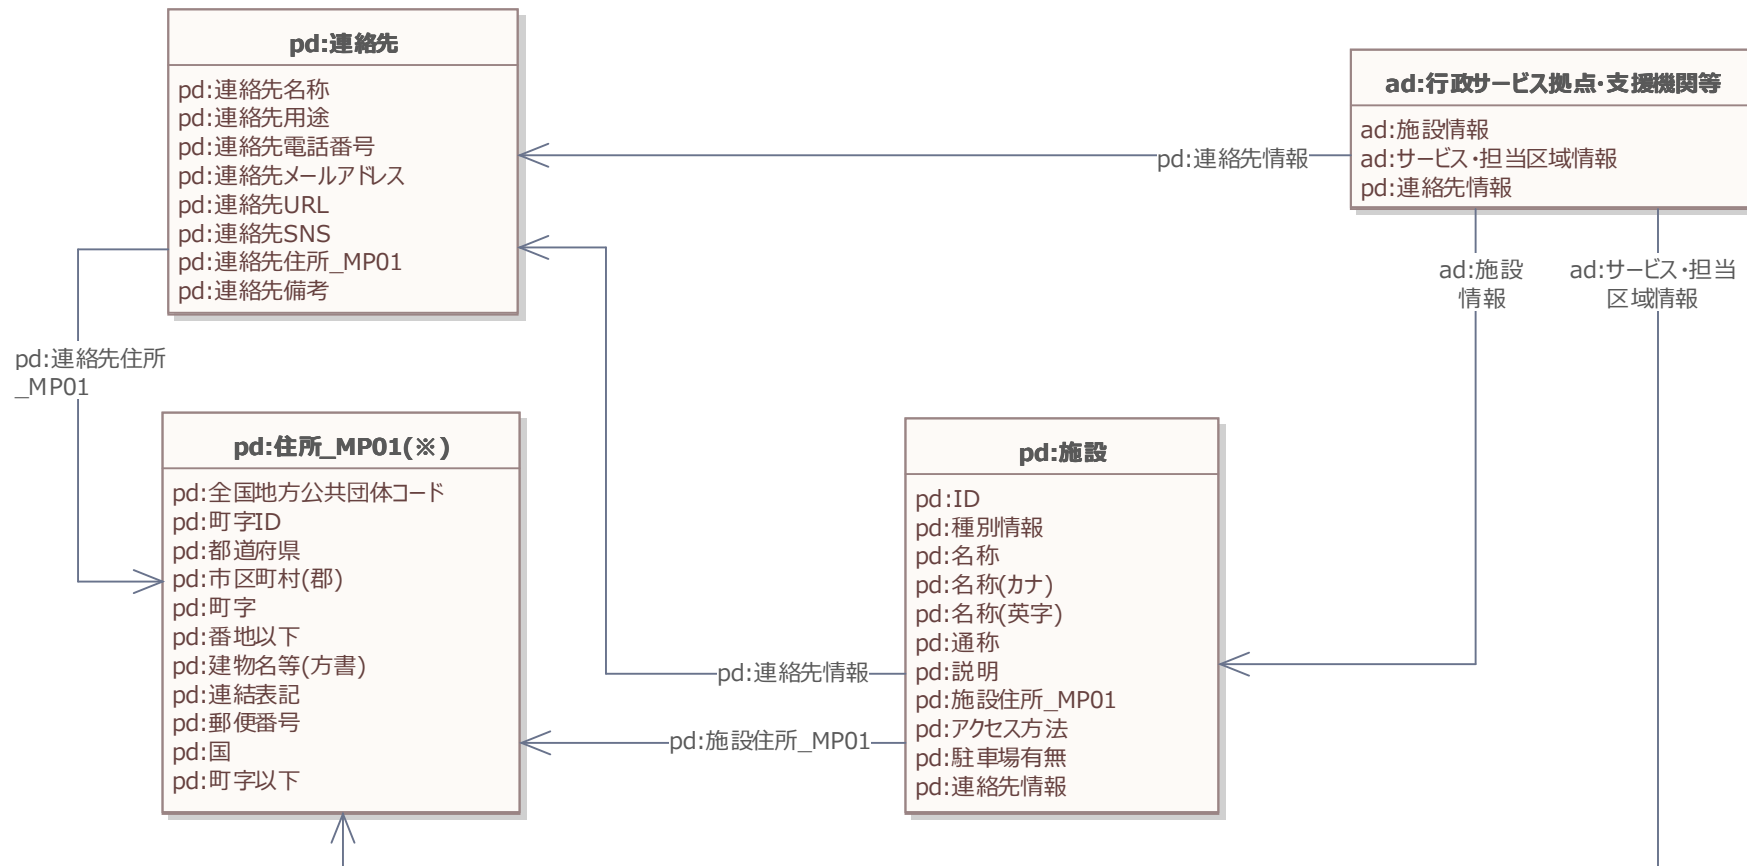 pd:連絡先
pd:連絡先名称
pd:連絡先用途
pd:連絡先電話番号
pd:連絡先メールアドレス
pd:連絡先URL
pd:連絡先SNS
pd:連絡先住所_MP01
pd:連絡先備考
ad:行政サービス拠点・支援機関等
ad:施設情報
ad:サービス・担当区域情報
pd:連絡先情報
pd:連絡先情報
ad:施設
情報
ad:サービス・担当
区域情報
pd:連絡先住所
_MP01
pd:住所_MP01(※)
pd:全国地方公共団体コード
pd:町字ID
pd:都道府県
pd:市区町村(郡)
pd:町字
pd:番地以下
pd:建物名等(方書)
pd:連結表記
pd:郵便番号
pd:国
pd:町字以下
pd:連絡先情報
pd:施設住所_MP01
pd:施設
pd:ID
pd:種別情報
pd:名称
pd:名称(カナ)
pd:名称(英字)
pd:通称
pd:説明
pd:施設住所_MP01
pd:アクセス方法
pd:駐車場有無
pd:連絡先情報